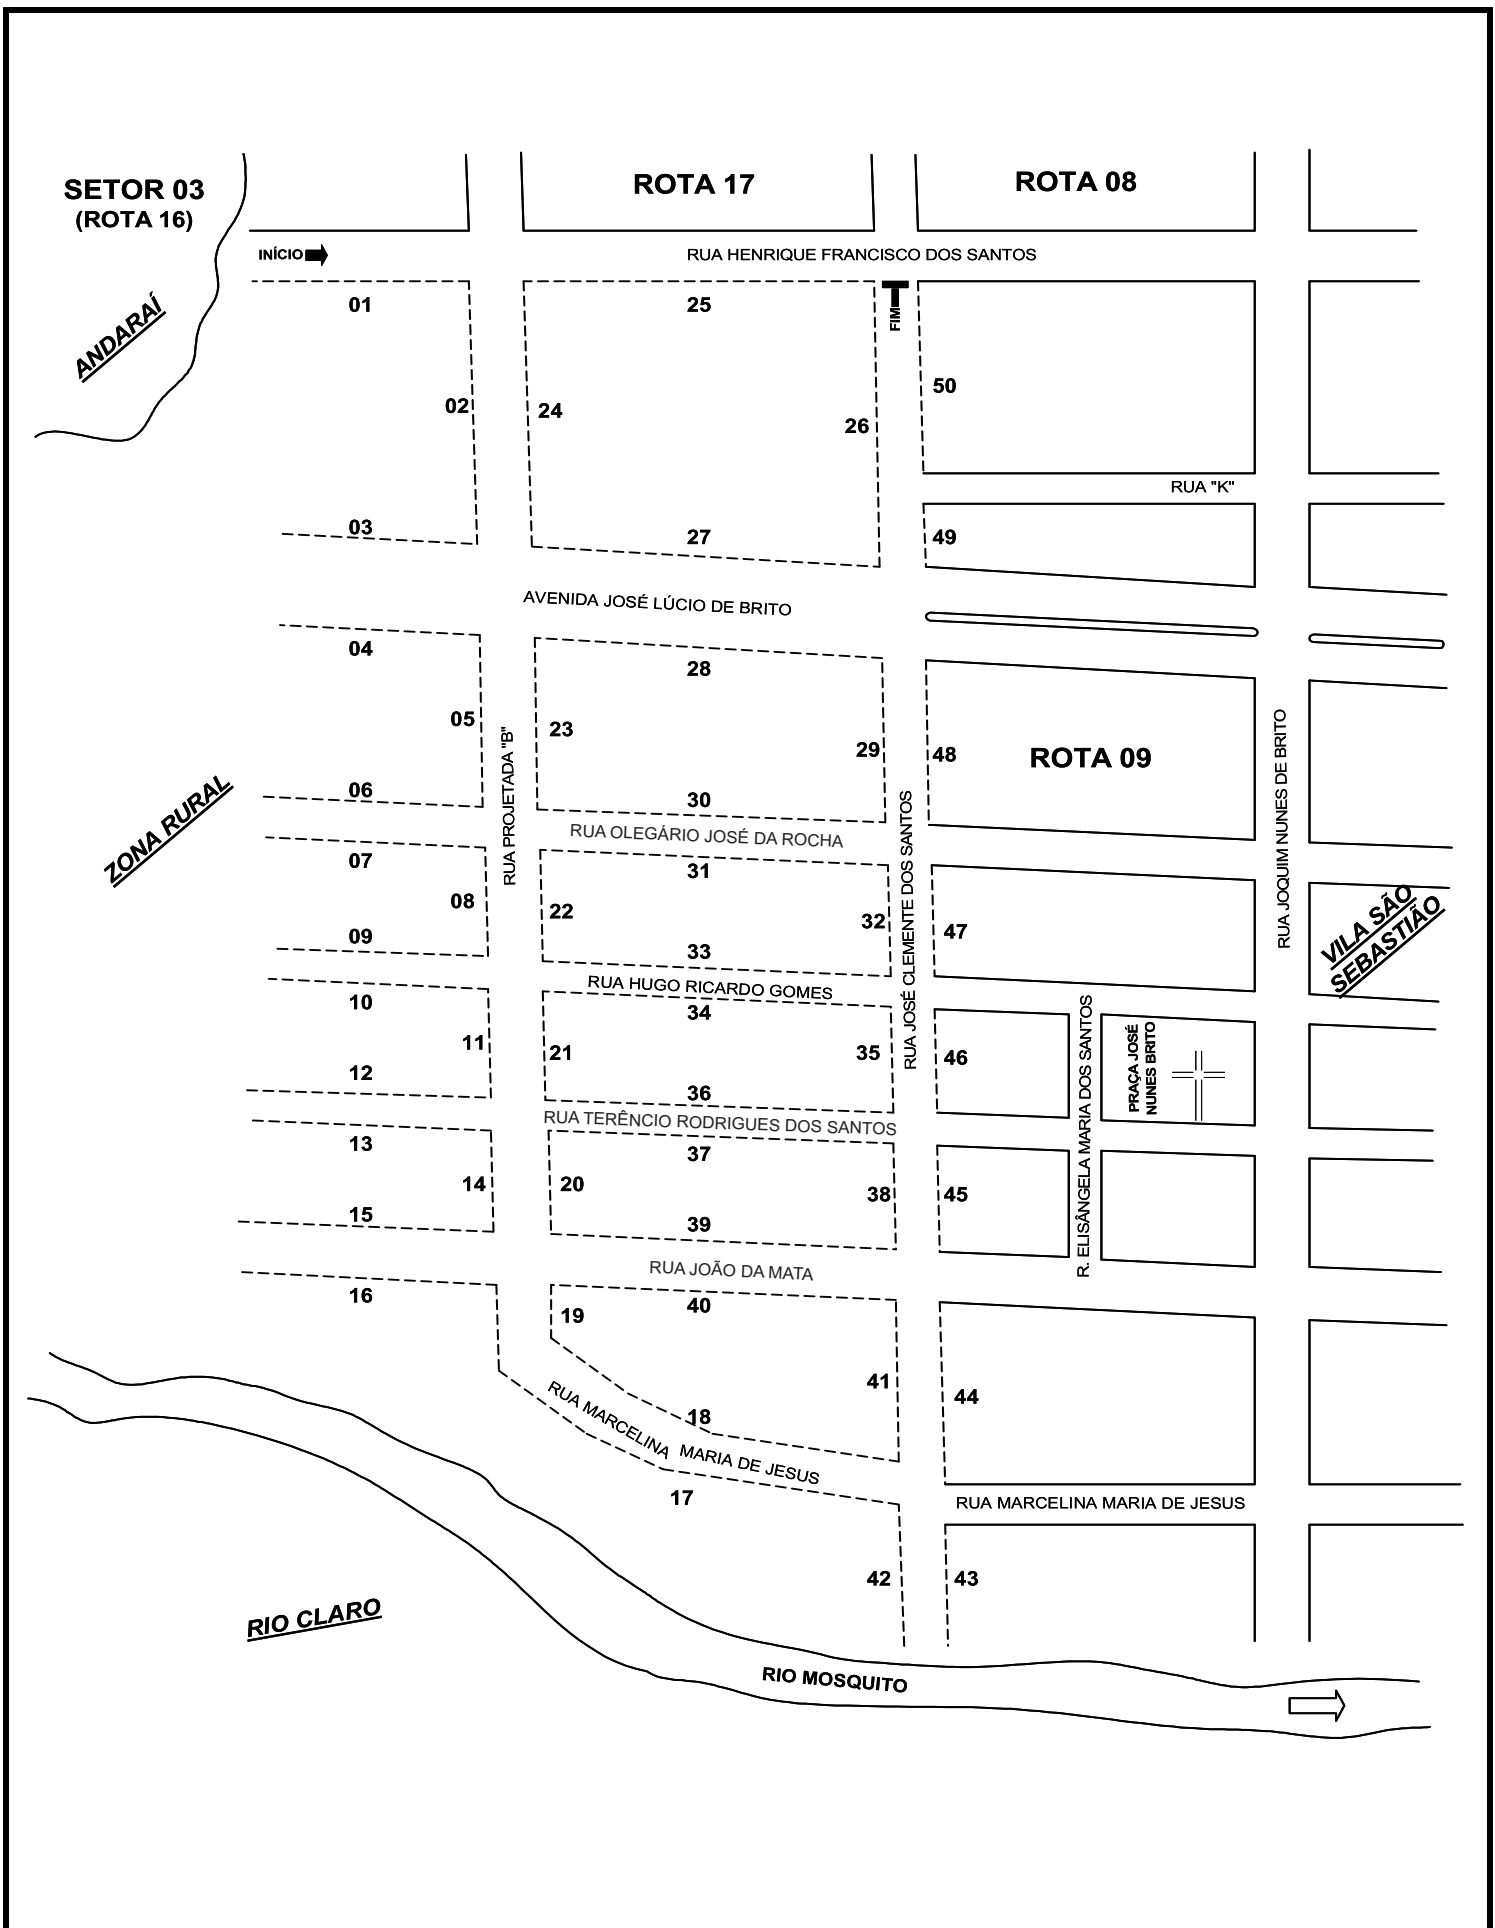 SETOR 03
(ROTA 16)
ROTA 17
ROTA 08
INÍCIO
RUA HENRIQUE FRANCISCO DOS SANTOS
01
25
FIM
ANDARAÍ
02
24
26
50
RUA "K"
03
27
49
AVENIDA JOSÉ LÚCIO DE BRITO
04
28
05
23
29
48
ROTA 09
RUA PROJETADA "B"
RUA JOSÉ CLEMENTE DOS SANTOS
RUA JOQUIM NUNES DE BRITO
ZONA RURAL
06
30
RUA OLEGÁRIO JOSÉ DA ROCHA
07
31
08
22
32
47
VILA SÃO
SEBASTIÃO
09
33
RUA HUGO RICARDO GOMES
10
34
11
21
35
46
R. ELISÂNGELA MARIA DOS SANTOS
PRAÇA JOSÉ
NUNES BRITO
12
36
RUA TERÊNCIO RODRIGUES DOS SANTOS
13
37
14
20
38
45
15
39
RUA JOÃO DA MATA
16
40
19
41
44
18
RUA MARCELINA MARIA DE JESUS
17
RUA MARCELINA MARIA DE JESUS
42
43
RIO CLARO
RIO MOSQUITO